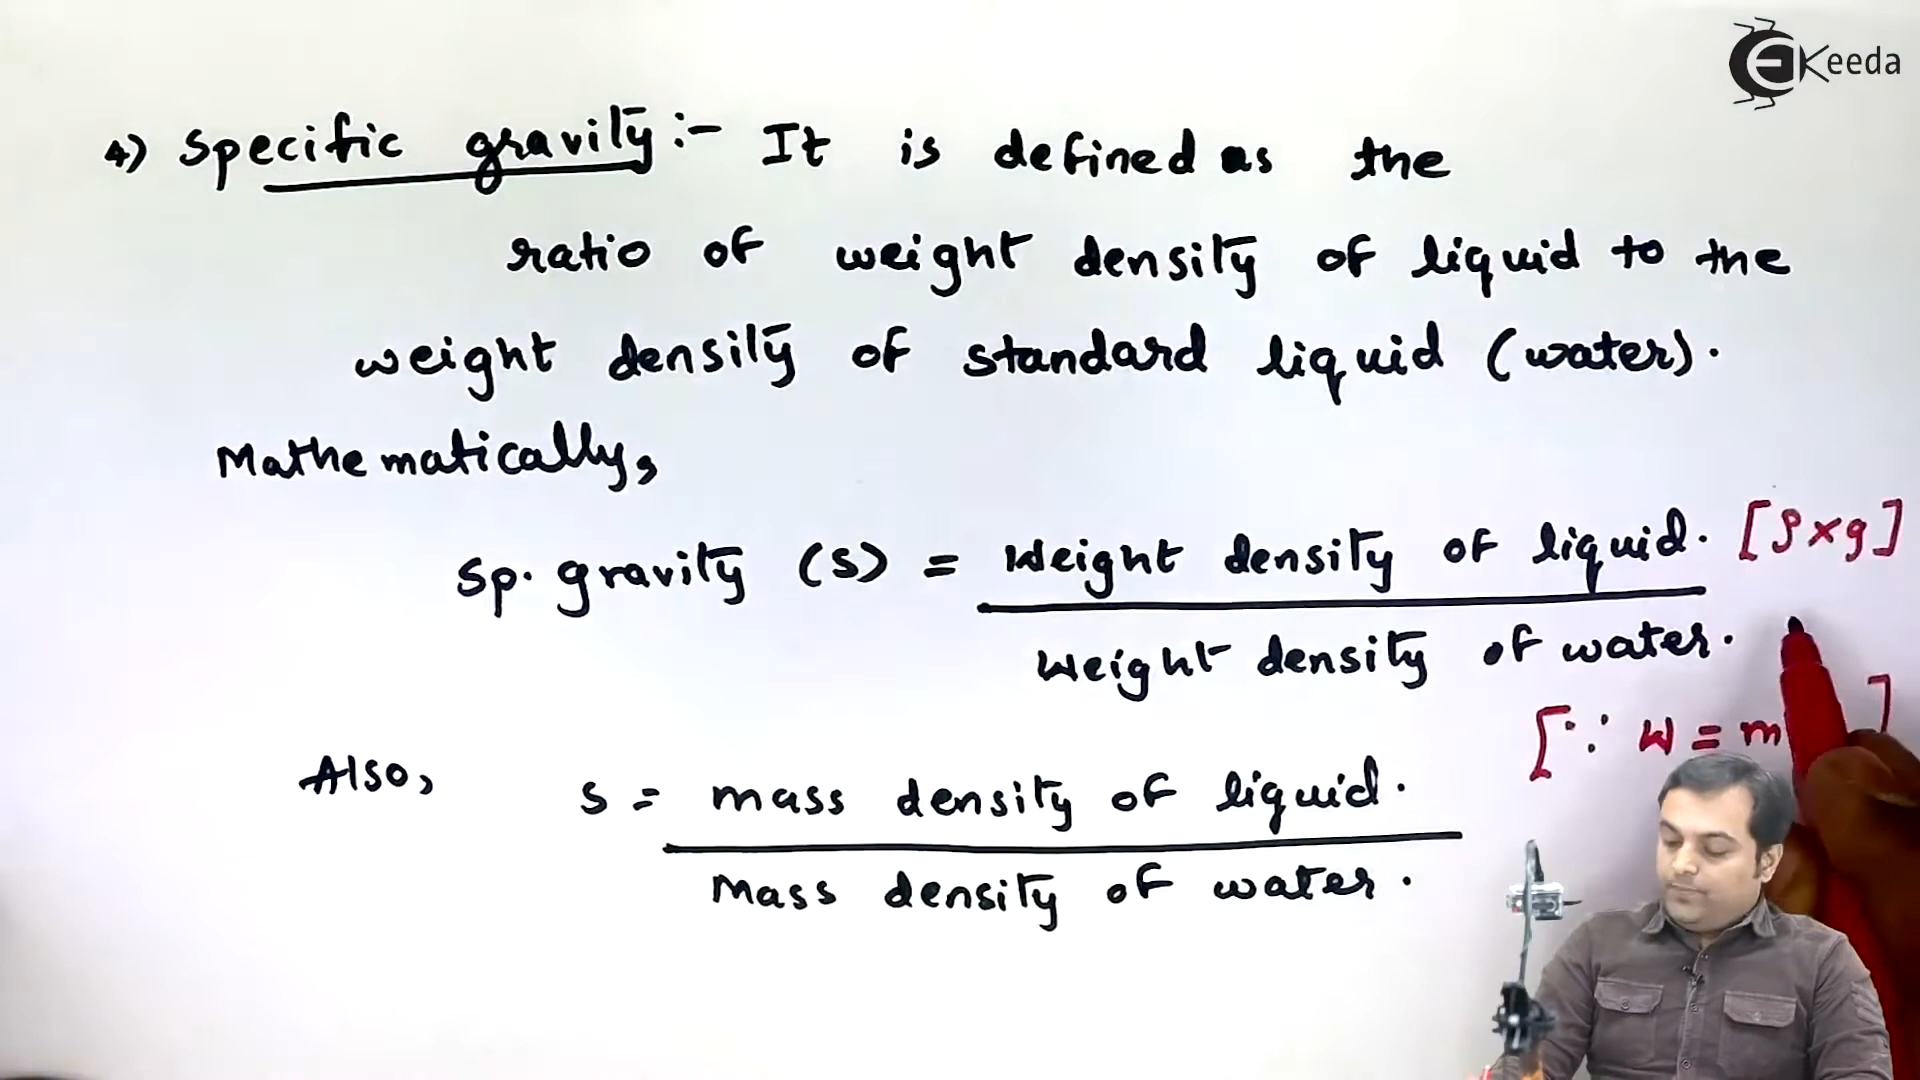 EKeeda
4) Specific gravity:- It is defined as the
ratio of weight density of liquid to the
weight density of standard liquid (water).
Mathematically,
Sp. gravity (S) = Weight density of liquid. [ρ×g]
Weight density of water.
[∵ W = m ]
Also, S = mass density of liquid.
Mass density of water.